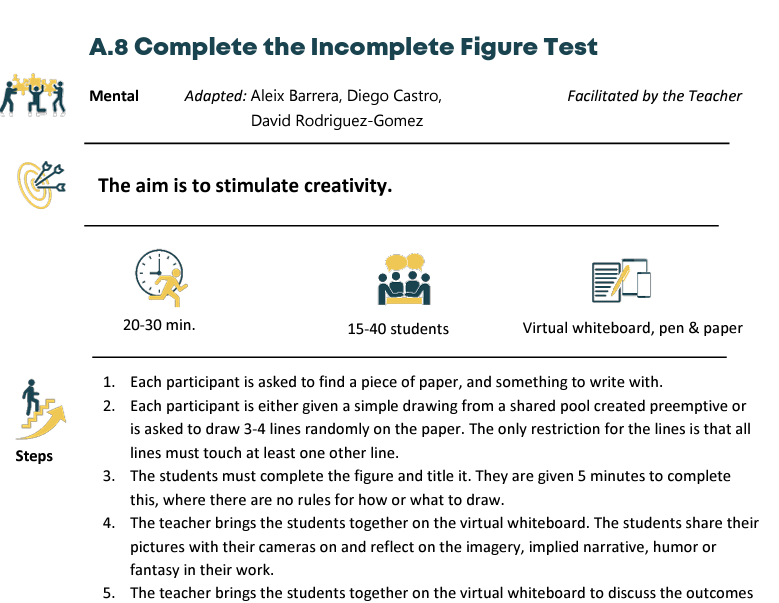 A.8 Complete the Incomplete Figure Test
Mental Adapted: Aleix Barrera, Diego Castro, Facilitated by the Teacher
David Rodriguez-Gomez
The aim is to stimulate creativity.
20-30 min. 15-40 students Virtual whiteboard, pen & paper
Steps
1. Each participant is asked to find a piece of paper, and something to write with.
2. Each participant is either given a simple drawing from a shared pool created preemptive or
is asked to draw 3-4 lines randomly on the paper. The only restriction for the lines is that all
lines must touch at least one other line.
3. The students must complete the figure and title it. They are given 5 minutes to complete
this, where there are no rules for how or what to draw.
4. The teacher brings the students together on the virtual whiteboard. The students share their
pictures with their cameras on and reflect on the imagery, implied narrative, humor or
fantasy in their work.
5. The teacher brings the students together on the virtual whiteboard to discuss the outcomes